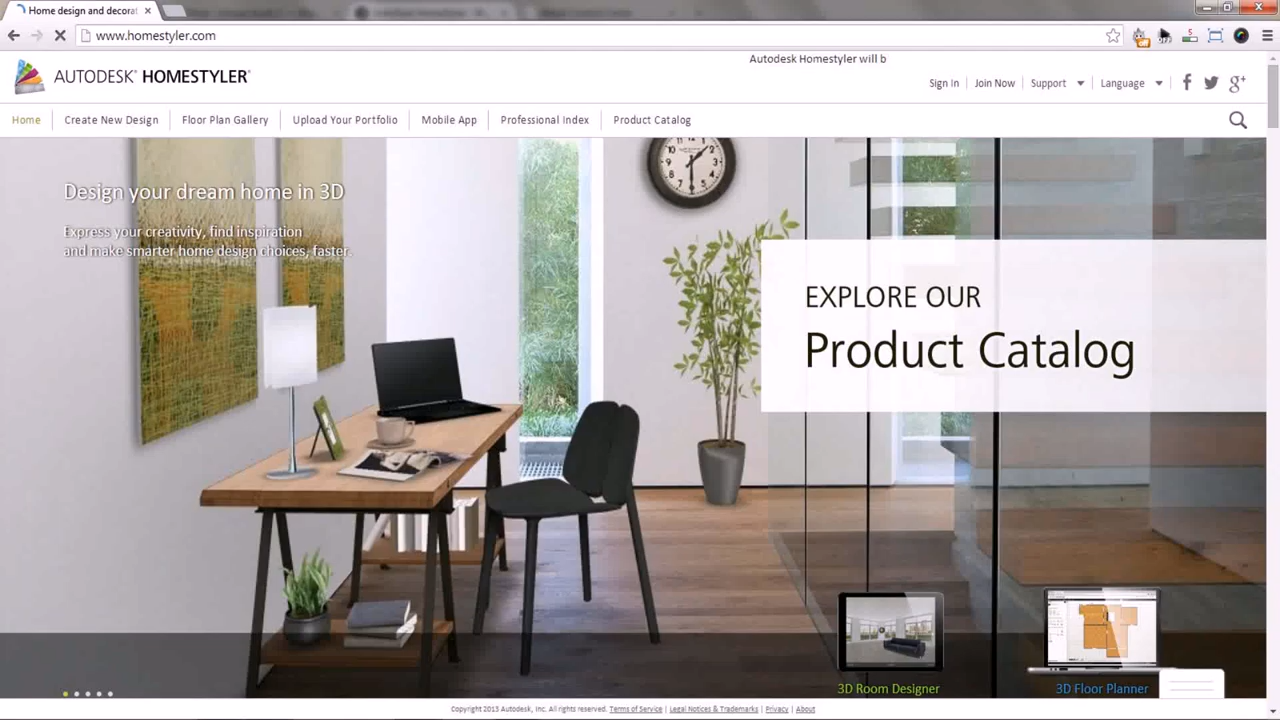 Home design and decorat
www.homestyler.com
Autodesk Homestyler will b
AUTODESK® HOMESTYLER®
Sign In
Join Now
Support
Language
Home
Create New Design
Floor Plan Gallery
Upload Your Portfolio
Mobile App
Professional Index
Product Catalog
Design your dream home in 3D
Express your creativity, find inspiration
and make smarter home design choices, faster.
EXPLORE OUR
Product Catalog
3D Room Designer
3D Floor Planner
Copyright 2013 Autodesk, Inc. All rights reserved. Terms of Service | Legal Notices & Trademarks | Privacy | About